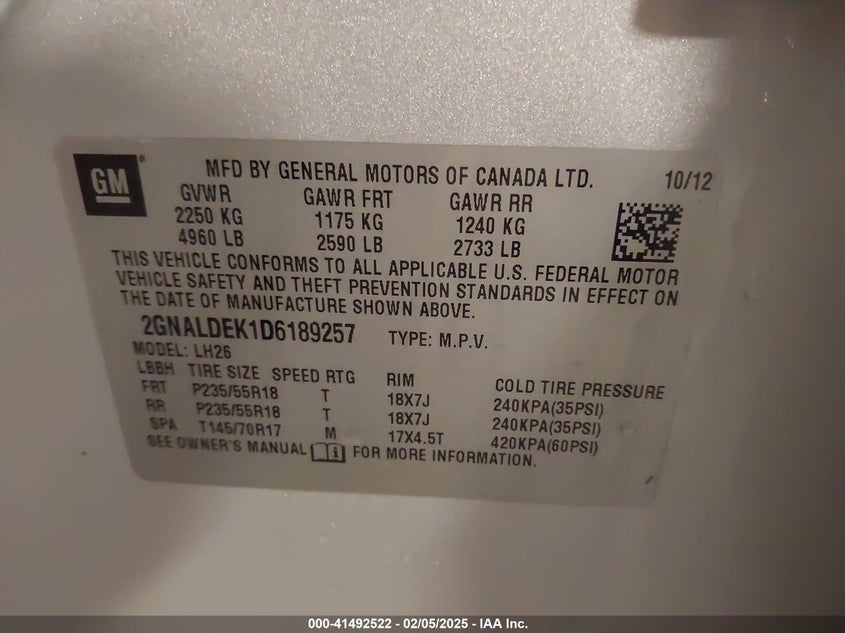 GM
MFD BY GENERAL MOTORS OF CANADA LTD. 10/12
GVWR GAWR FRT GAWR RR
2250 KG 1175 KG 1240 KG
4960 LB 2590 LB 2733 LB
THIS VEHICLE CONFORMS TO ALL APPLICABLE U.S. FEDERAL MOTOR
VEHICLE SAFETY AND THEFT PREVENTION STANDARDS IN EFFECT ON
THE DATE OF MANUFACTURE SHOWN ABOVE.
2GNALDEK1D6189257 TYPE: M.P.V.
MODEL: LH26
LBBH TIRE SIZE SPEED RTG RIM COLD TIRE PRESSURE
FRT P235/55R18 T 18X7J 240KPA(35PSI)
RR P235/55R18 T 18X7J 240KPA(35PSI)
SPA T145/70R17 M 17X4.5T 420KPA(60PSI)
SEE OWNER'S MANUAL i FOR MORE INFORMATION.
000-41492522 - 02/05/2025 - IAA